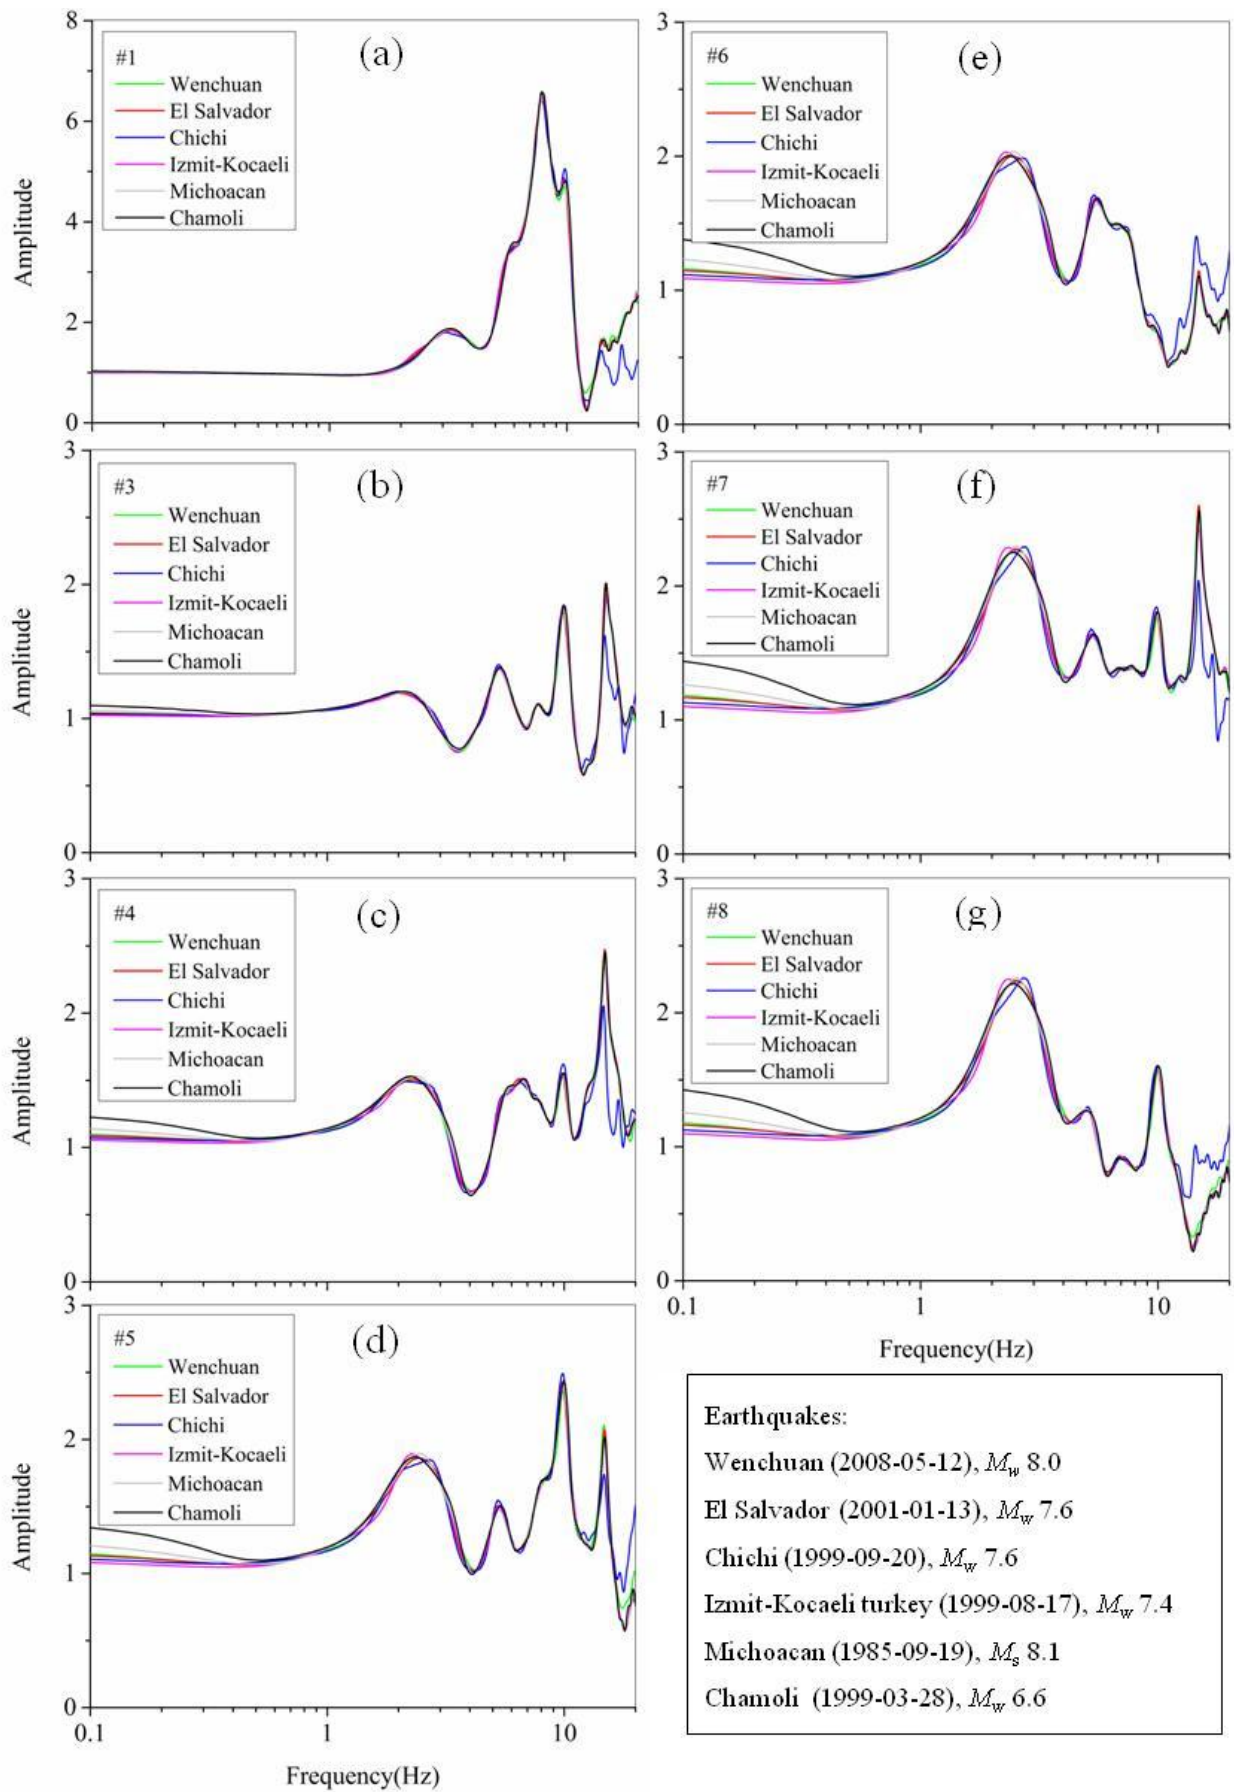 #1
(a)
Wenchuan
El Salvador
Chichi
Izmit-Kocaeli
Michoacan
Chamoli
8
6
4
2
0
Amplitude
#3
(b)
Wenchuan
El Salvador
Chichi
Izmit-Kocaeli
Michoacan
Chamoli
3
2
1
0
Amplitude
#4
(c)
Wenchuan
El Salvador
Chichi
Izmit-Kocaeli
Michoacan
Chamoli
3
2
1
0
Amplitude
#5
(d)
Wenchuan
El Salvador
Chichi
Izmit-Kocaeli
Michoacan
Chamoli
3
2
1
0
Amplitude
0.1 1 10
Frequency(Hz)
#6
(e)
Wenchuan
El Salvador
Chichi
Izmit-Kocaeli
Michoacan
Chamoli
3
2
1
0
#7
(f)
Wenchuan
El Salvador
Chichi
Izmit-Kocaeli
Michoacan
Chamoli
3
2
1
0
#8
(g)
Wenchuan
El Salvador
Chichi
Izmit-Kocaeli
Michoacan
Chamoli
3
2
1
0
0.1 1 10
Frequency(Hz)
Earthquakes:
Wenchuan (2008-05-12), Mw 8.0
El Salvador (2001-01-13), Mw 7.6
Chichi (1999-09-20), Mw 7.6
Izmit-Kocaeli turkey (1999-08-17), Mw 7.4
Michoacan (1985-09-19), Ms 8.1
Chamoli (1999-03-28), Mw 6.6